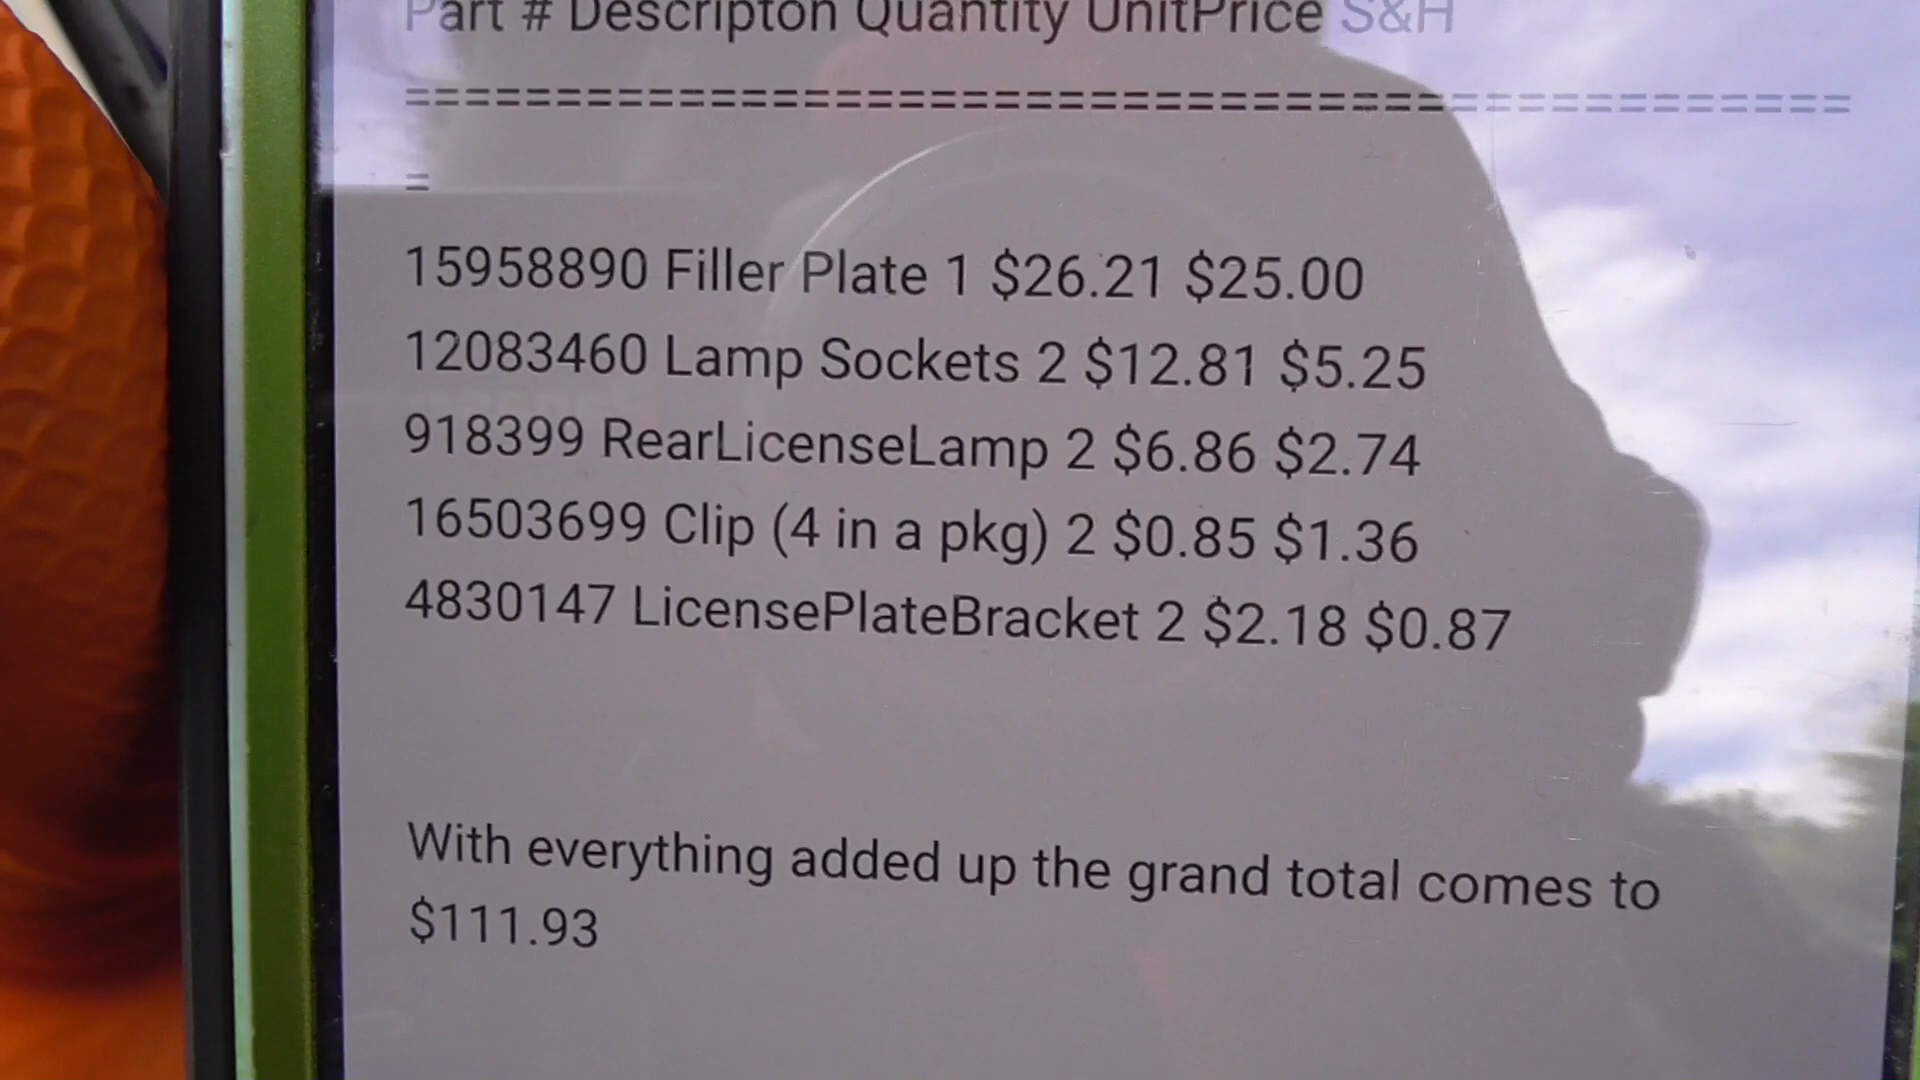 Part # Descripton Quantity UnitPrice S&H
==========================================================
=
15958890 Filler Plate 1 $26.21 $25.00
12083460 Lamp Sockets 2 $12.81 $5.25
918399 RearLicenseLamp 2 $6.86 $2.74
16503699 Clip (4 in a pkg) 2 $0.85 $1.36
4830147 LicensePlateBracket 2 $2.18 $0.87
With everything added up the grand total comes to
$111.93